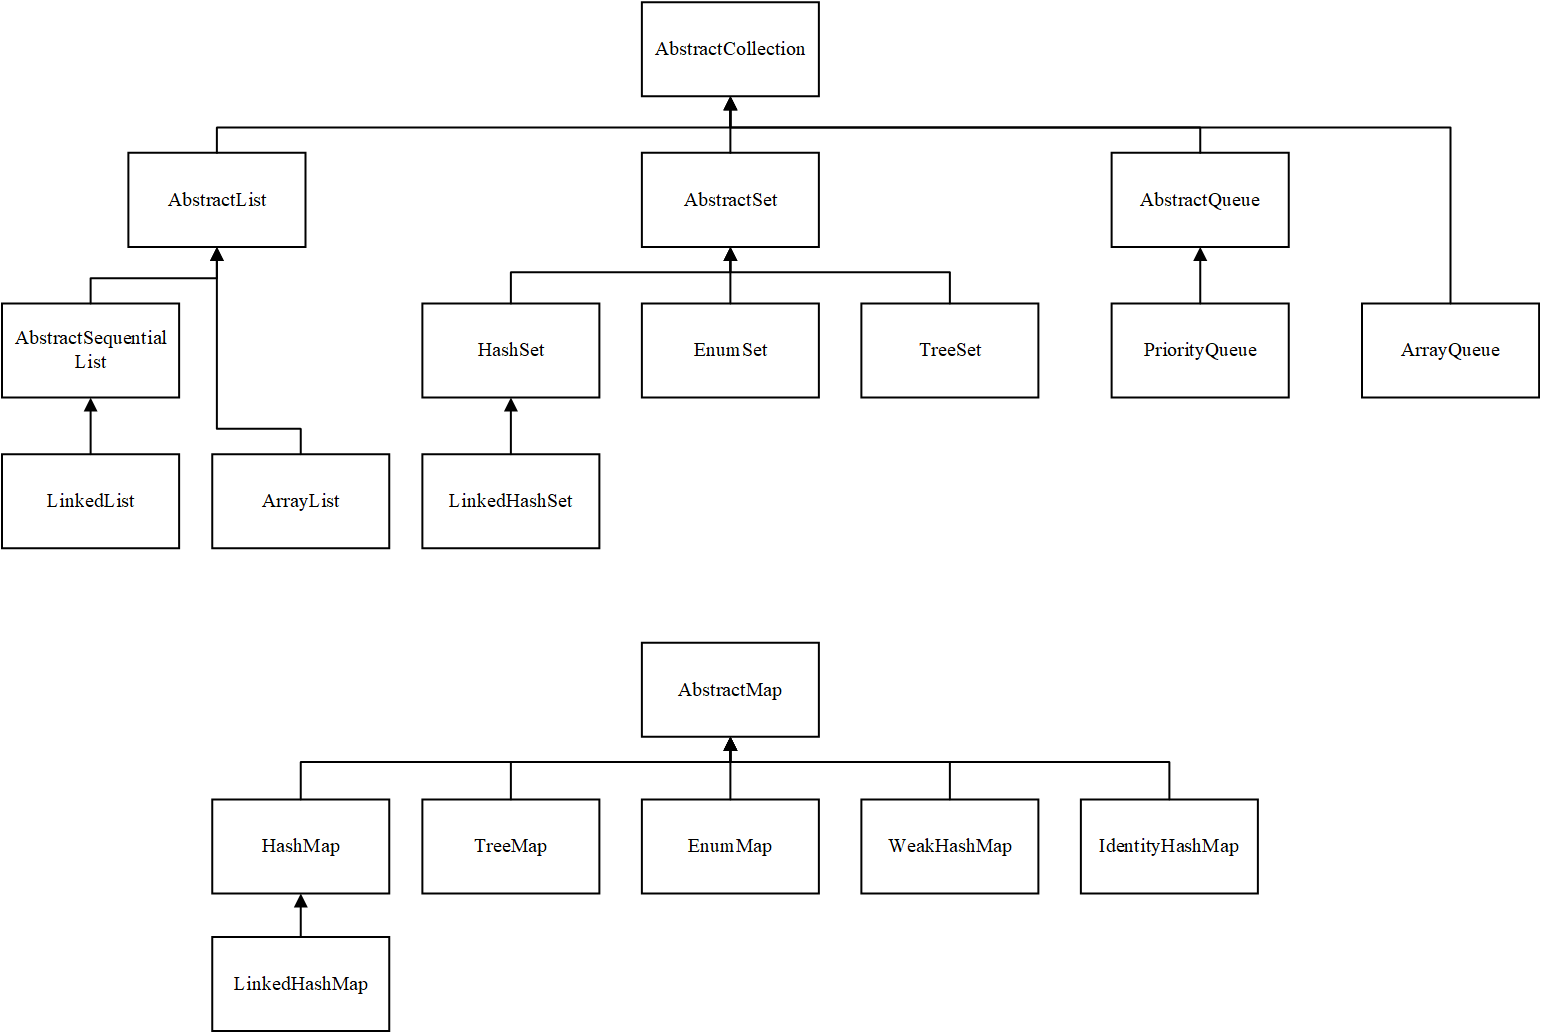 AbstractCollection
AbstractList
AbstractSet
AbstractQueue
AbstractSequential
List
HashSet
EnumSet
TreeSet
PriorityQueue
ArrayQueue
LinkedList
ArrayList
LinkedHashSet
AbstractMap
HashMap
TreeMap
EnumMap
WeakHashMap
IdentityHashMap
LinkedHashMap